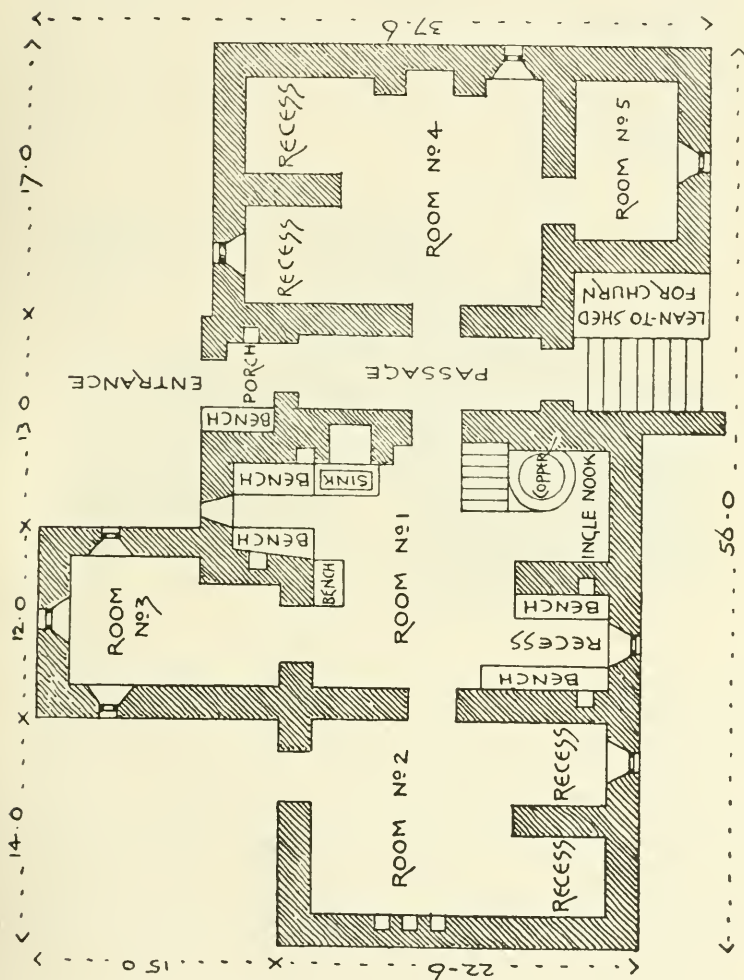 37.6
17.0
13.0
12.0
14.0
56.0
15.0
22.6
RECESS
RECESS
ROOM Nº 4
ROOM Nº 5
LEAN-TO SHED
FOR CHURN
ENTRANCE
PORCH
PASSAGE
BENCH
BENCH
SINK
BENCH
BENCH
ROOM Nº 1
COPPER
INGLE NOOK
BENCH
RECESS
BENCH
ROOM
Nº 3
ROOM Nº 2
RECESS
RECESS